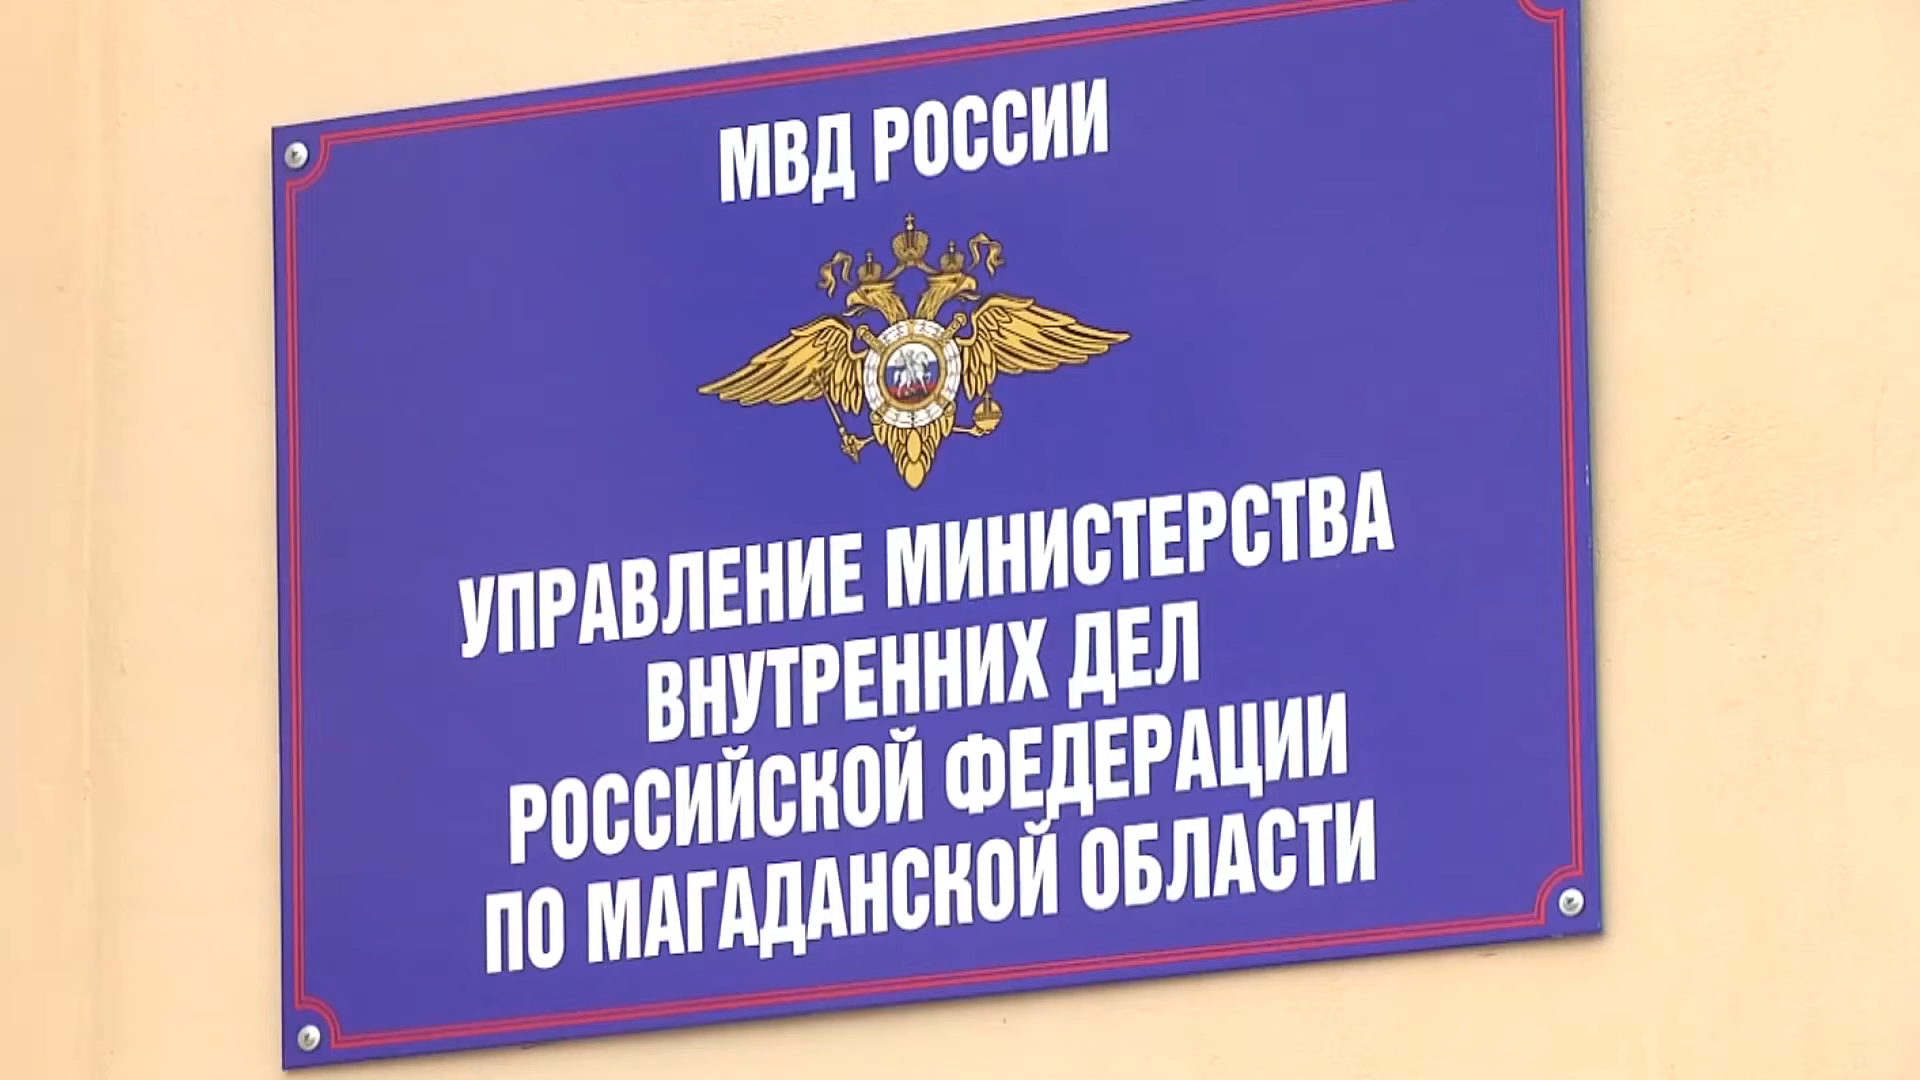 МВД РОССИИ
УПРАВЛЕНИЕ МИНИСТЕРСТВА
ВНУТРЕННИХ ДЕЛ
РОССИЙСКОЙ ФЕДЕРАЦИИ
ПО МАГАДАНСКОЙ ОБЛАСТИ